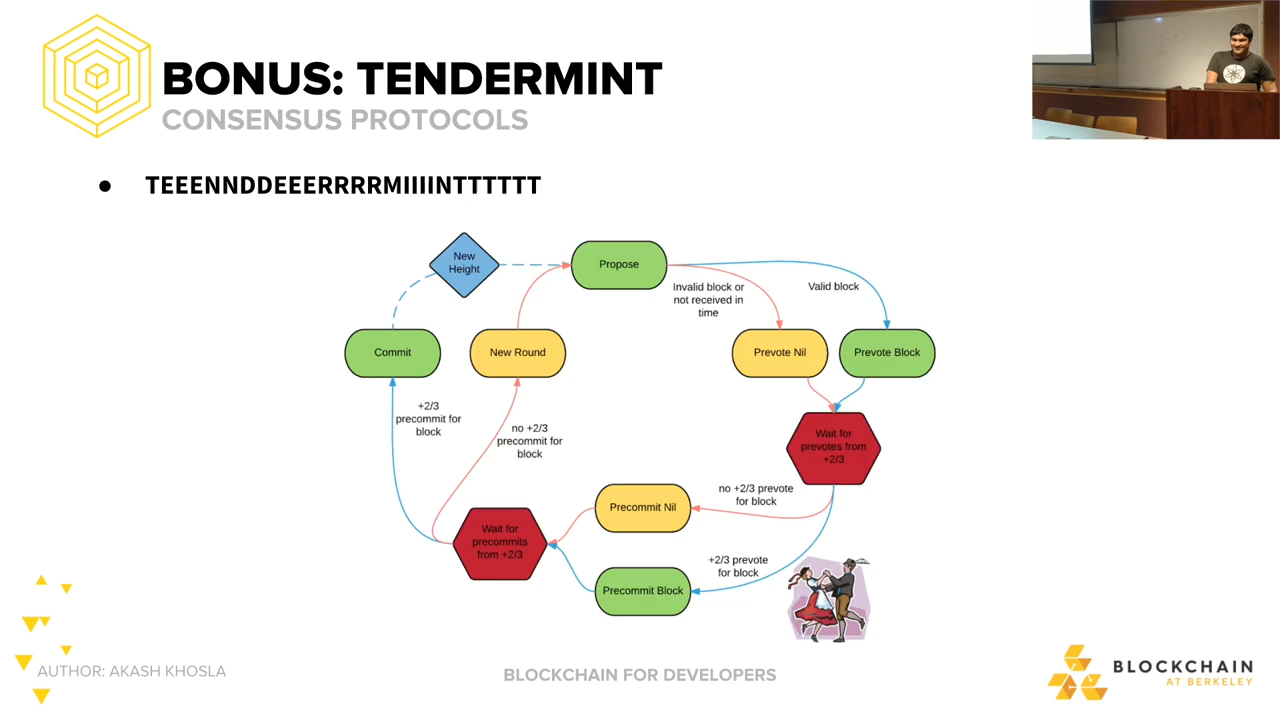 BONUS: TENDERMINT
CONSENSUS PROTOCOLS
● TEEENNDDEEERRRRMIIIINTTTTTT
New
Height
Propose
Invalid block or
not received in
time
Valid block
Commit
New Round
Prevote Nil
Prevote Block
+2/3
precommit for
block
no +2/3
precommit for
block
Wait for
prevotes from
+2/3
no +2/3 prevote
for block
Precommit Nil
Wait for
precommits
from +2/3
+2/3 prevote
for block
Precommit Block
AUTHOR: AKASH KHOSLA
BLOCKCHAIN FOR DEVELOPERS
BLOCKCHAIN
AT BERKELEY